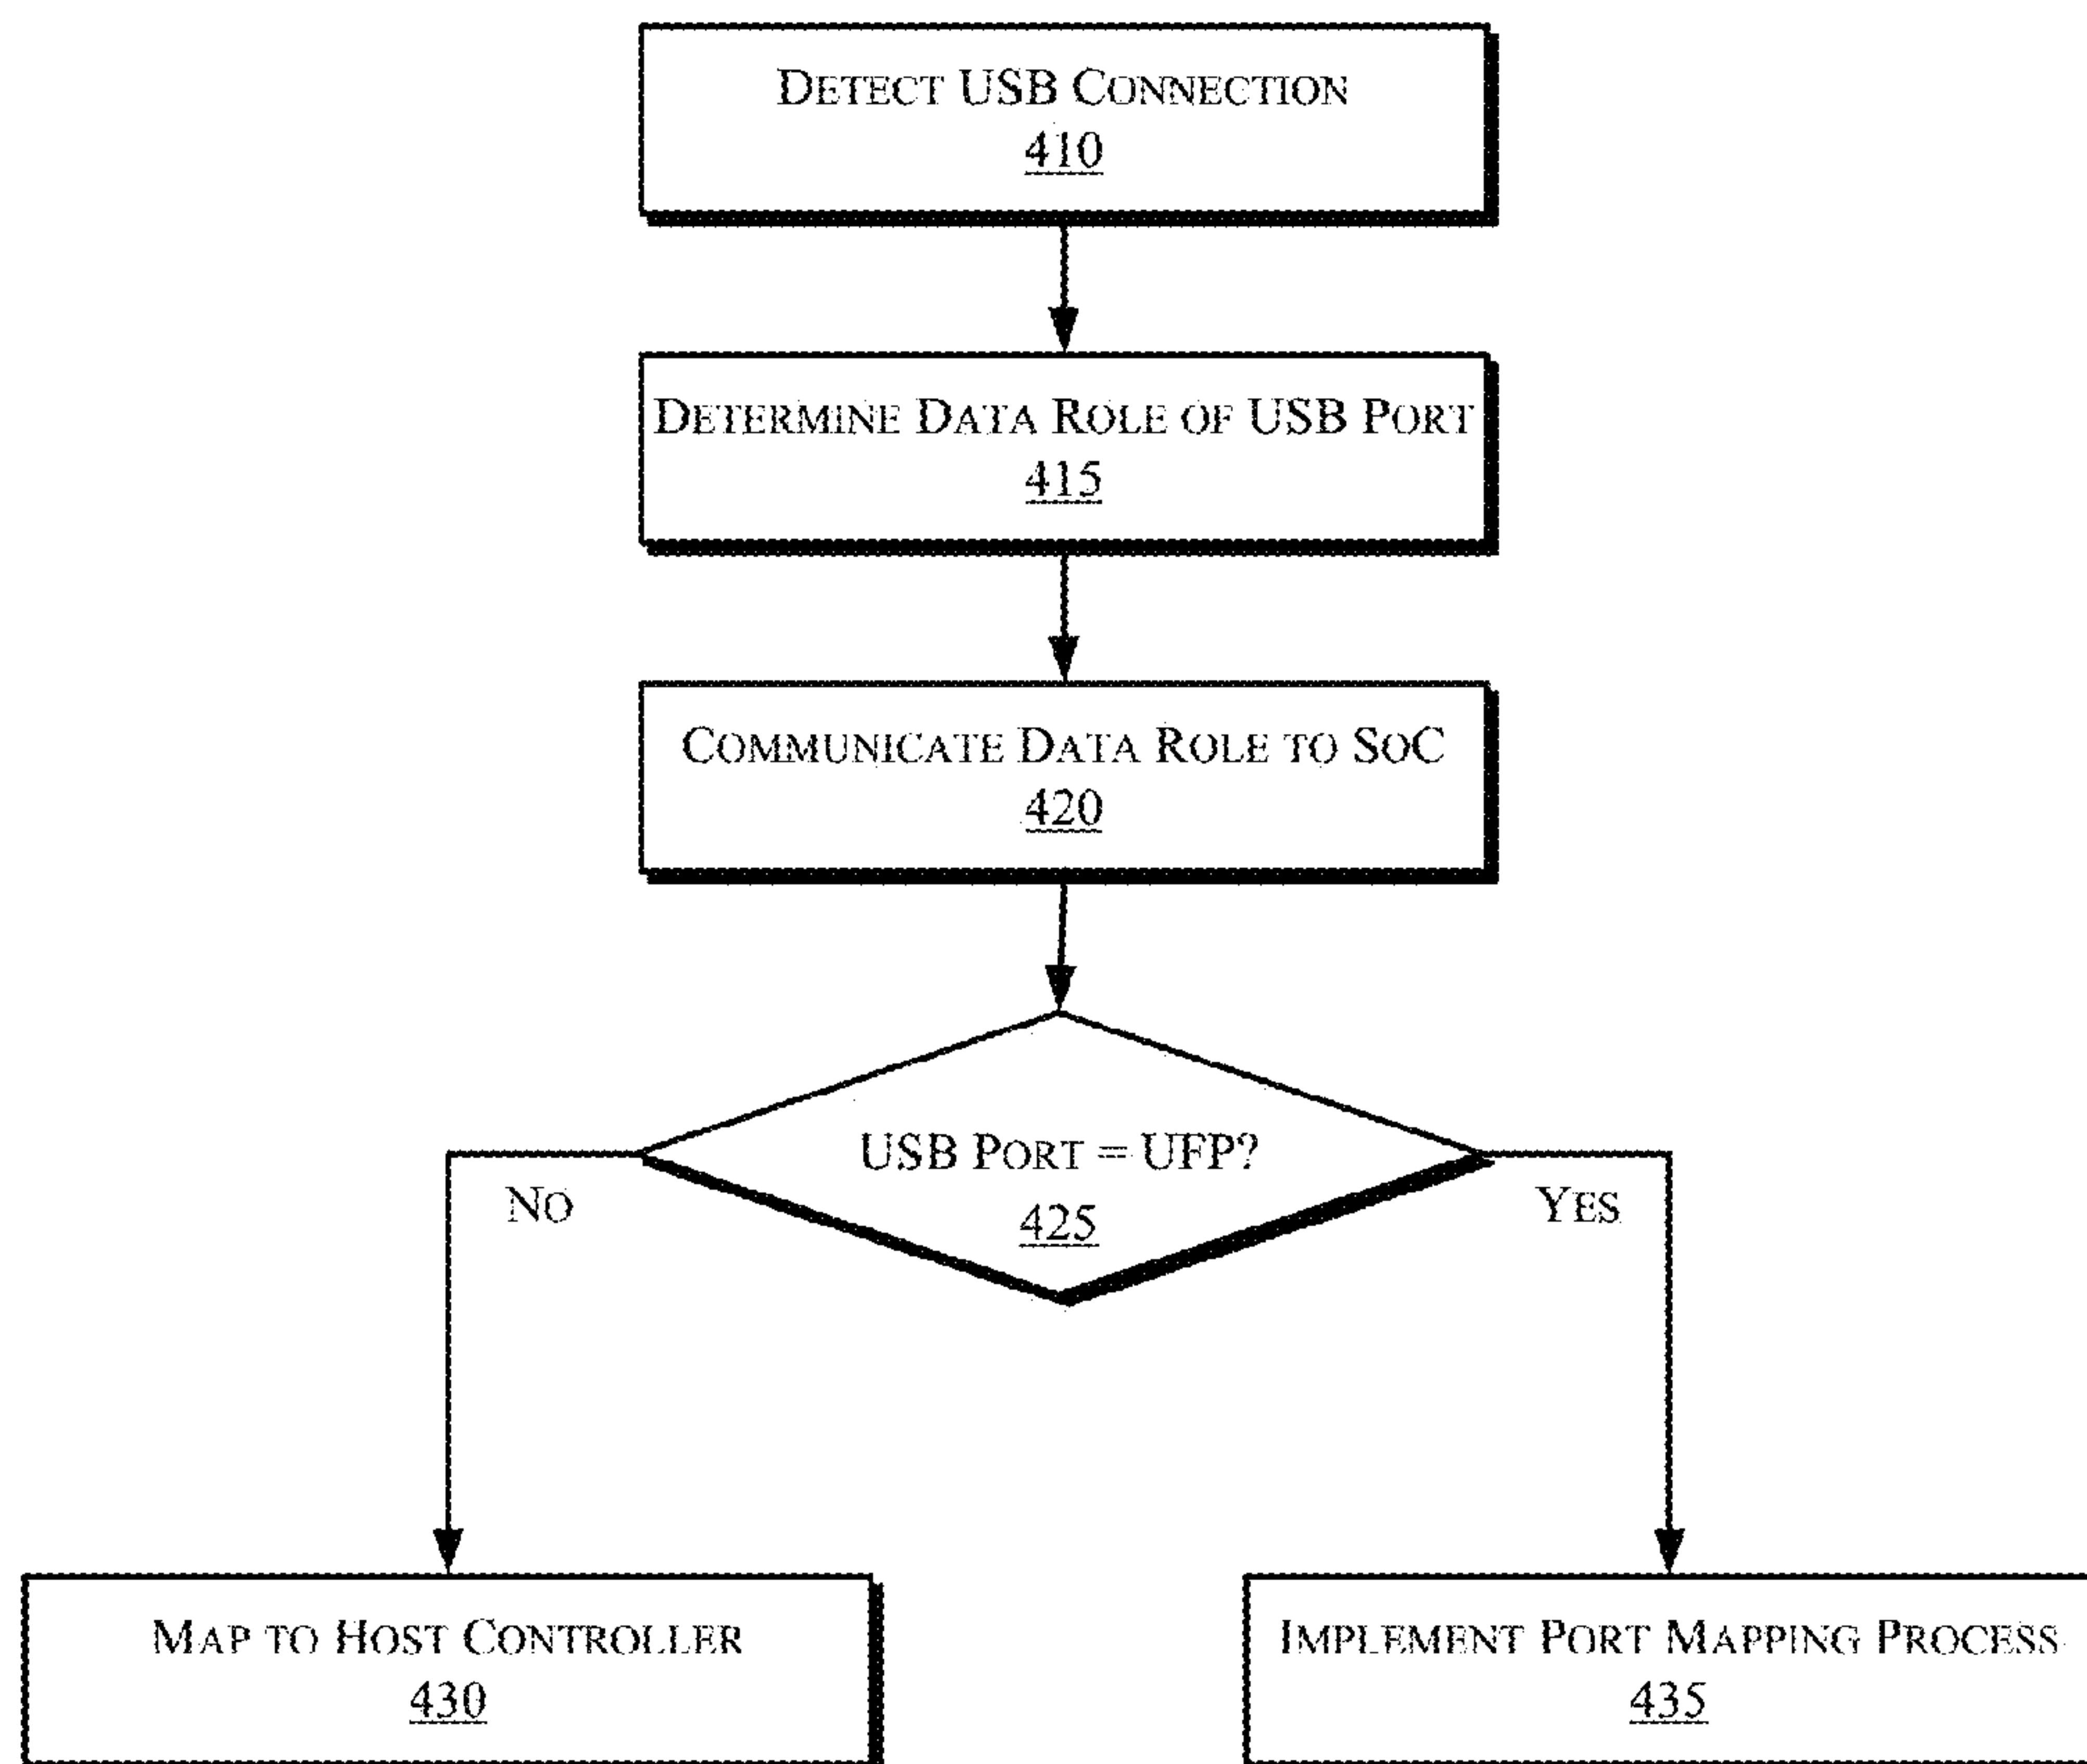 DETECT USB CONNECTION
410
DETERMINE DATA ROLE OF USB PORT
415
COMMUNICATE DATA ROLE TO SOC
420
USB PORT = UFP?
425
NO
YES
MAP TO HOST CONTROLLER
430
IMPLEMENT PORT MAPPING PROCESS
435